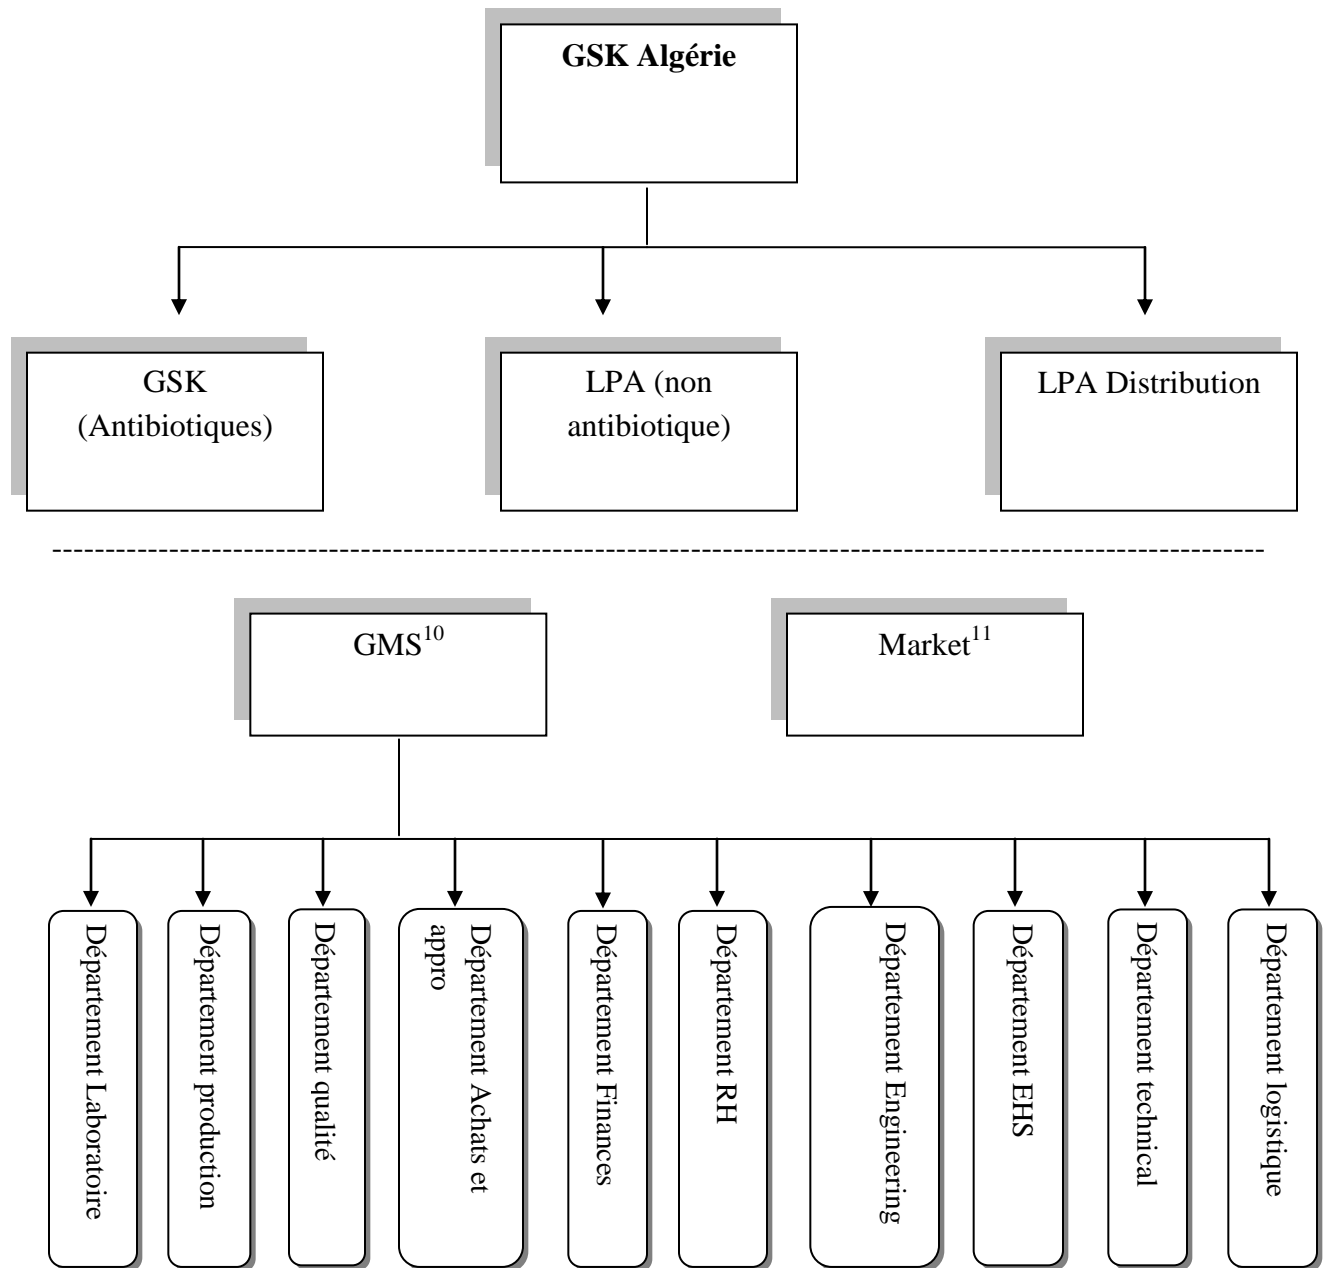 GSK Algérie
GSK
(Antibiotiques)
LPA (non
antibiotique)
LPA Distribution
GMS10
Market11
Département Laboratoire
Département production
Département qualité
Département Achats et
appro
Département Finances
Département RH
Département Engineering
Département EHS
Département technical
Département logistique